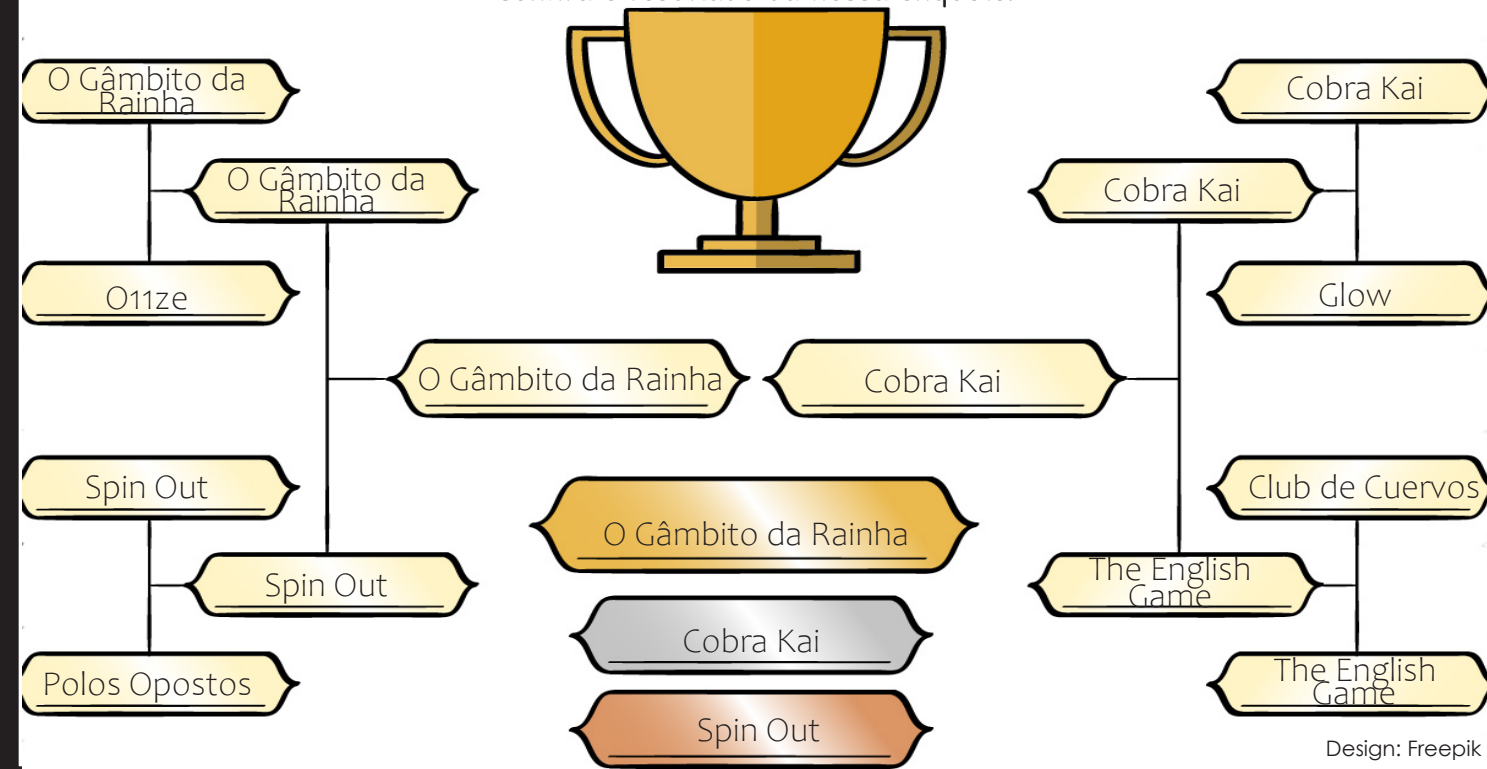 O Gâmbito da
Rainha
O Gâmbito da
Rainha
O11ze
O Gâmbito da Rainha
Spin Out
Spin Out
Polos Opostos
Cobra Kai
Cobra Kai
Glow
Cobra Kai
Club de Cuervos
The English
Game
The English
Game
O Gâmbito da Rainha
Cobra Kai
Spin Out
Design: Freepik